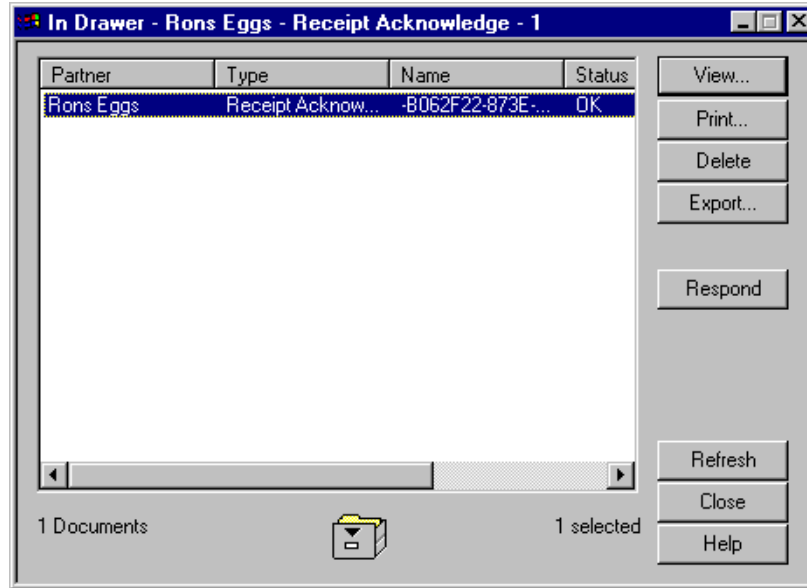 In Drawer - Rons Eggs - Receipt Acknowledge - 1
Partner Type Name Status
Rons Eggs Receipt Acknow... -B062F22-873E-... OK
View...
Print...
Delete
Export...
Respond
Refresh
Close
Help
1 Documents 1 selected